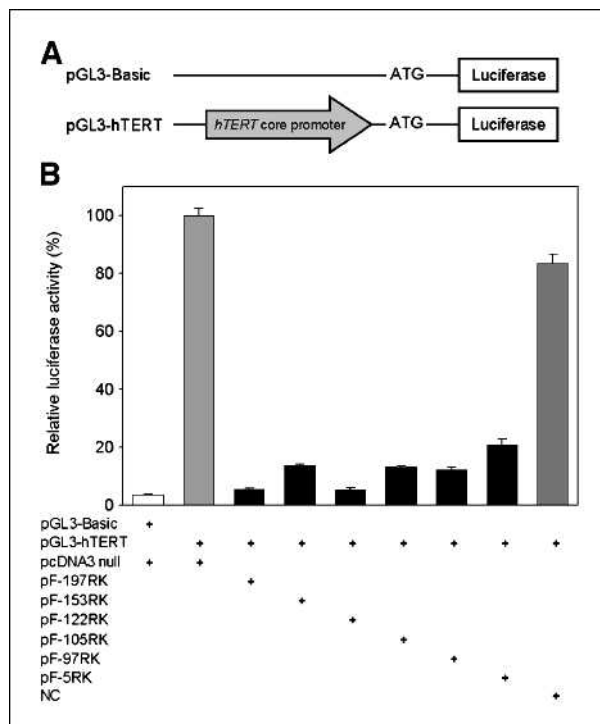 A
pGL3-Basic ATG Luciferase
pGL3-hTERT hTERT core promoter ATG Luciferase
B
Relative luciferase activity (%)
100
80
60
40
20
0
pGL3-Basic +
pGL3-hTERT + + + + + + + +
pcDNA3 null + +
pF-197RK +
pF-153RK +
pF-122RK +
pF-105RK +
pF-97RK +
pF-5RK +
NC +